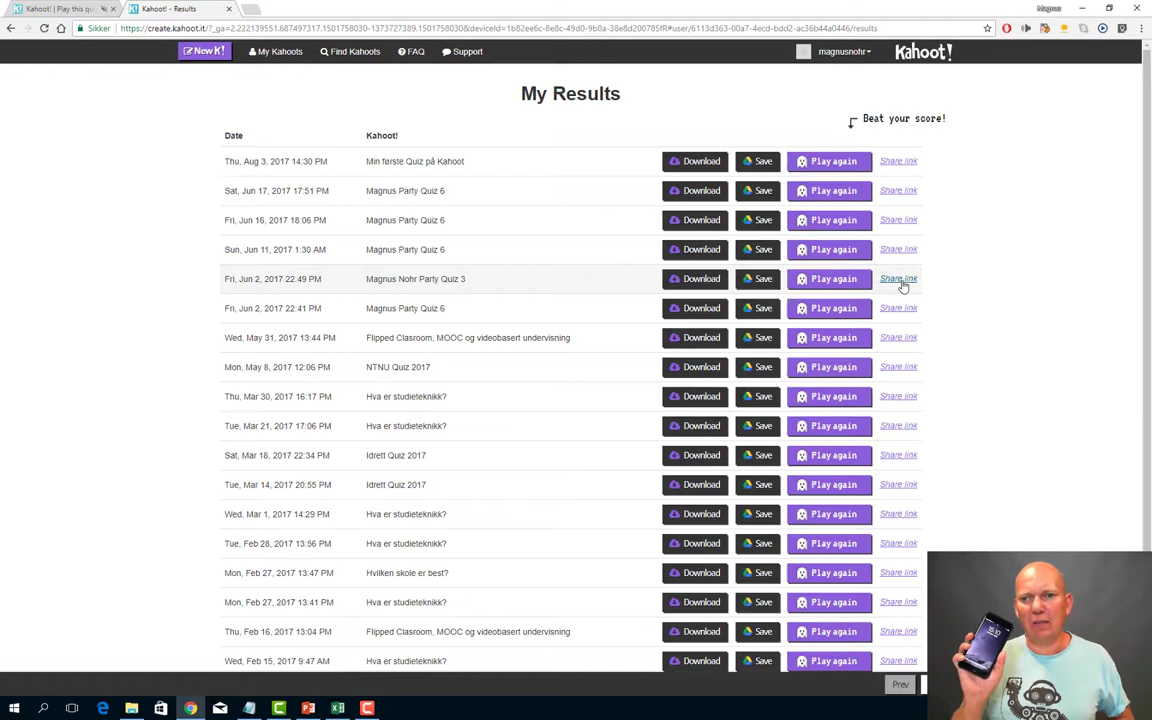 Kahoot! | Play this qu
Kahoot! - Results
Magnus
Sikker
https://create.kahoot.it/?_ga=2.222139551.647200317.1501758030-1373727389.1501758030&deviceId=1b82ee6c-8e8c-49d0-9b8a-38e8d200785fR#user/6113d363-00a7-4ecd-bdd2-ac36b44a0446/results
New K!
My Kahoots
Find Kahoots
FAQ
Support
magnusnohr
Kahoot!
My Results
Beat your score!
Date Kahoot!
Thu, Aug 3, 2017 14:30 PM Min første Quiz på Kahoot Download Save Play again Share link
Sat, Jun 17, 2017 17:51 PM Magnus Party Quiz 6 Download Save Play again Share link
Fri, Jun 16, 2017 18:06 PM Magnus Party Quiz 6 Download Save Play again Share link
Sun, Jun 11, 2017 1:30 AM Magnus Party Quiz 6 Download Save Play again Share link
Fri, Jun 2, 2017 22:49 PM Magnus Nohr Party Quiz 3 Download Save Play again Share link
Fri, Jun 2, 2017 22:41 PM Magnus Party Quiz 6 Download Save Play again Share link
Wed, May 31, 2017 13:44 PM Flipped Clasroom, MOOC og videobasert undervisning Download Save Play again Share link
Mon, May 8, 2017 12:06 PM NTNU Quiz 2017 Download Save Play again Share link
Thu, Mar 30, 2017 16:17 PM Hva er studieteknikk? Download Save Play again Share link
Tue, Mar 21, 2017 17:06 PM Hva er studieteknikk? Download Save Play again Share link
Sat, Mar 18, 2017 22:34 PM Idrett Quiz 2017 Download Save Play again Share link
Tue, Mar 14, 2017 20:55 PM Idrett Quiz 2017 Download Save Play again Share link
Wed, Mar 1, 2017 14:29 PM Hva er studieteknikk? Download Save Play again Share link
Tue, Feb 28, 2017 13:56 PM Hva er studieteknikk? Download Save Play again Share link
Mon, Feb 27, 2017 13:47 PM Hvilken skole er best? Download Save Play again Share link
Mon, Feb 27, 2017 13:41 PM Hva er studieteknikk? Download Save Play again Share link
Thu, Feb 16, 2017 13:04 PM Flipped Clasroom, MOOC og videobasert undervisning Download Save Play again Share link
Wed, Feb 15, 2017 9:47 AM Hva er studieteknikk? Download Save Play again Share link
Prev